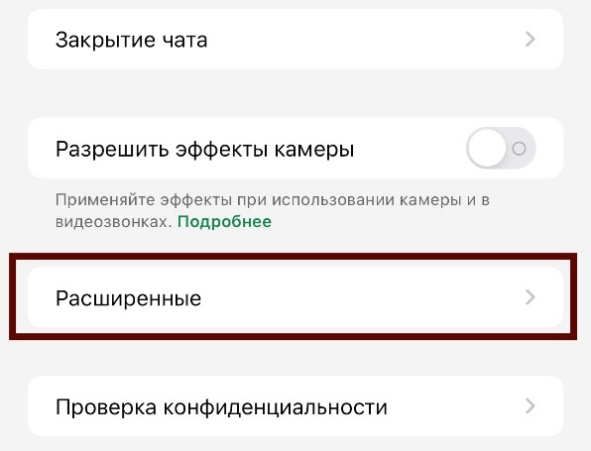 Закрытие чата
Разрешить эффекты камеры
Применяйте эффекты при использовании камеры и в
видеозвонках. Подробнее
Расширенные
Проверка конфиденциальности